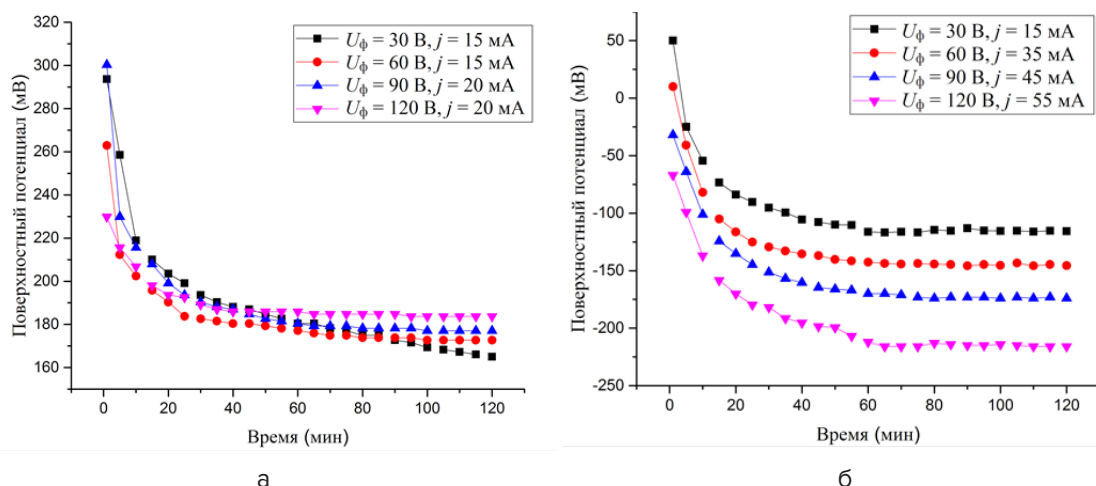 320
300
280
260
240
220
200
180
160
Поверхностный потенциал (мВ)
Uф = 30 В, j = 15 мА
Uф = 60 В, j = 15 мА
Uф = 90 В, j = 20 мА
Uф = 120 В, j = 20 мА
0 20 40 60 80 100 120
Время (мин)
а
50
0
-50
-100
-150
-200
-250
Поверхностный потенциал (мВ)
Uф = 30 В, j = 15 мА
Uф = 60 В, j = 35 мА
Uф = 90 В, j = 45 мА
Uф = 120 В, j = 55 мА
0 20 40 60 80 100 120
Время (мин)
б